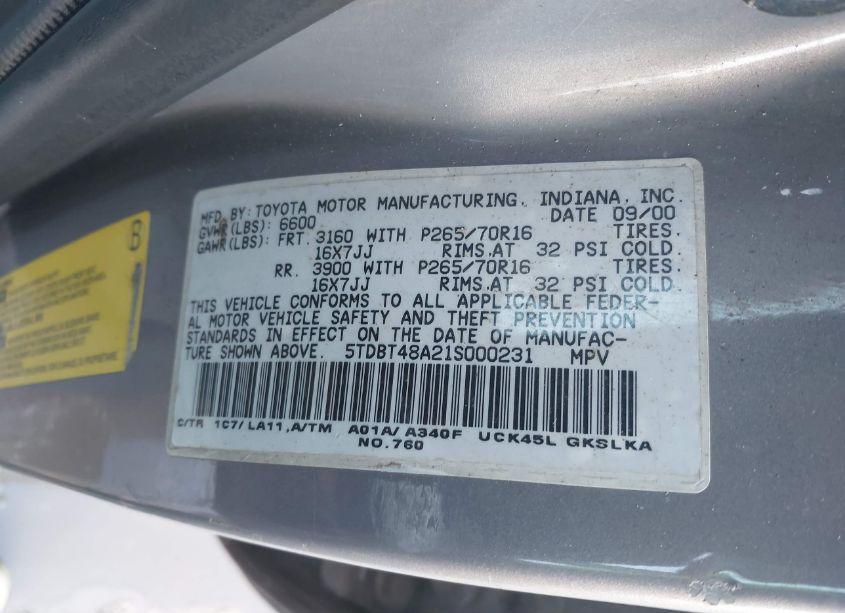 MFD. BY: TOYOTA MOTOR MANUFACTURING, INDIANA, INC.
GVWR(LBS): 6600 DATE 09/00
GAWR(LBS): FRT. 3160 WITH P265/70R16 TIRES.
16X7JJ RIMS.AT 32 PSI COLD.
RR. 3900 WITH P265/70R16 TIRES.
16X7JJ RIMS.AT 32 PSI COLD.
THIS VEHICLE CONFORMS TO ALL APPLICABLE FEDER-
AL MOTOR VEHICLE SAFETY AND THEFT PREVENTION
STANDARDS IN EFFECT ON THE DATE OF MANUFAC-
TURE SHOWN ABOVE. 5TDBT48A21S000231 MPV
C/TR 1C7/LA11,A/TM A01A/A340F UCK45L GKSLKA
NO.760
B